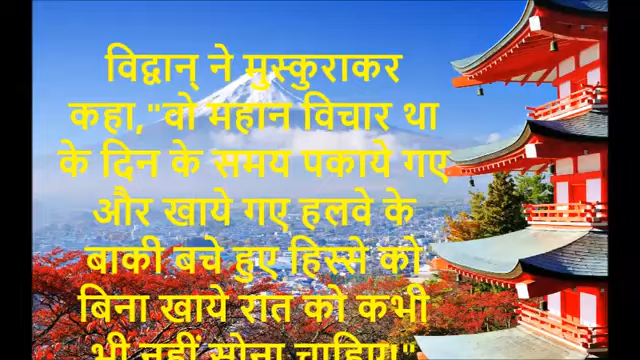 विद्वान् ने मुस्कुराकर
कहा,"वो महान विचार था
के दिन के समय पकाये गए
और खाये गए हलवे के
बाकी बचे हुए हिस्से को
बिना खाये रात को कभी
भी नहीं सोना चाहिए!"